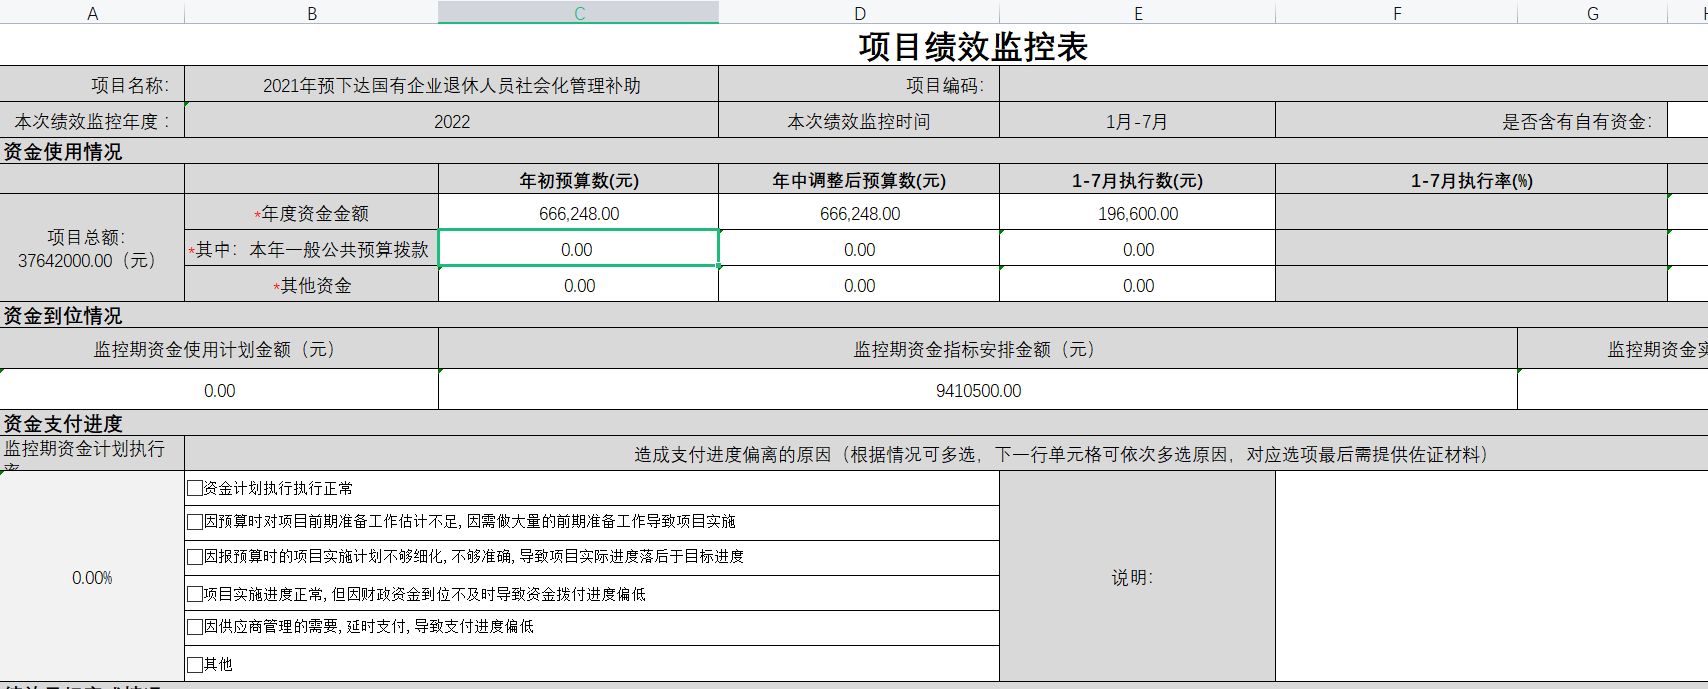 A B C D E F G
项目绩效监控表
项目名称: 2021年预下达国有企业退休人员社会化管理补助 项目编码:
本次绩效监控年度： 2022 本次绩效监控时间 1月-7月 是否含有自有资金:
资金使用情况
年初预算数(元) 年中调整后预算数(元) 1-7月执行数(元) 1-7月执行率(%)
项目总额:
37642000.00（元）
*年度资金金额 666,248.00 666,248.00 196,600.00
*其中：本年一般公共预算拨款 0.00 0.00 0.00
*其他资金 0.00 0.00 0.00
资金到位情况
监控期资金使用计划金额（元） 监控期资金指标安排金额（元） 监控期资金实
0.00 9410500.00
资金支付进度
监控期资金计划执行
造成支付进度偏离的原因（根据情况可多选，下一行单元格可依次多选原因，对应选项最后需提供佐证材料）
0.00%
□资金计划执行执行正常
□因预算时对项目前期准备工作估计不足,因需做大量的前期准备工作导致项目实施
□因报预算时的项目实施计划不够细化,不够准确,导致项目实际进度落后于目标进度
□项目实施进度正常,但因财政资金到位不及时导致资金拨付进度偏低
□因供应商管理的需要,延时支付,导致支付进度偏低
□其他
说明: